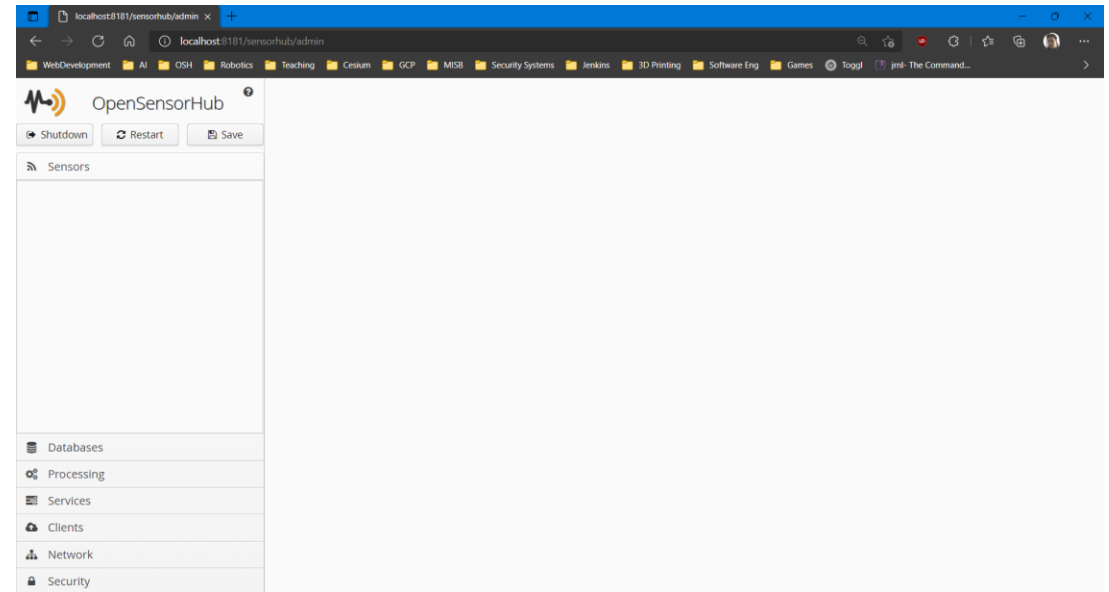 localhost:8181/sensorhub/admin
localhost:8181/sensorhub/admin
WebDevelopment AI OSH Robotics Teaching Cesium GCP MISB Security Systems Jenkins 3D Printing Software Eng Games Toggl jml- The Command...
OpenSensorHub
Shutdown Restart Save
Sensors
Databases
Processing
Services
Clients
Network
Security